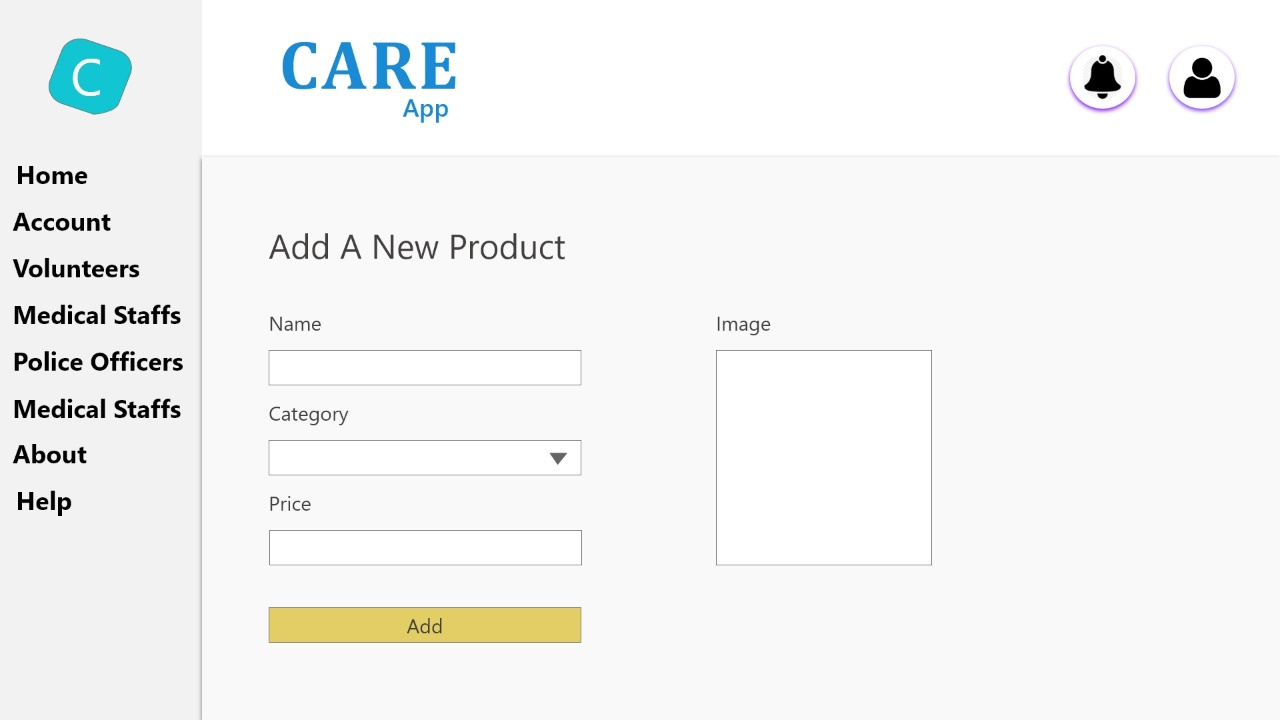 C
CARE
App
Home
Account
Volunteers
Medical Staffs
Police Officers
Medical Staffs
About
Help
Add A New Product
Name
Image
Category
Price
Add